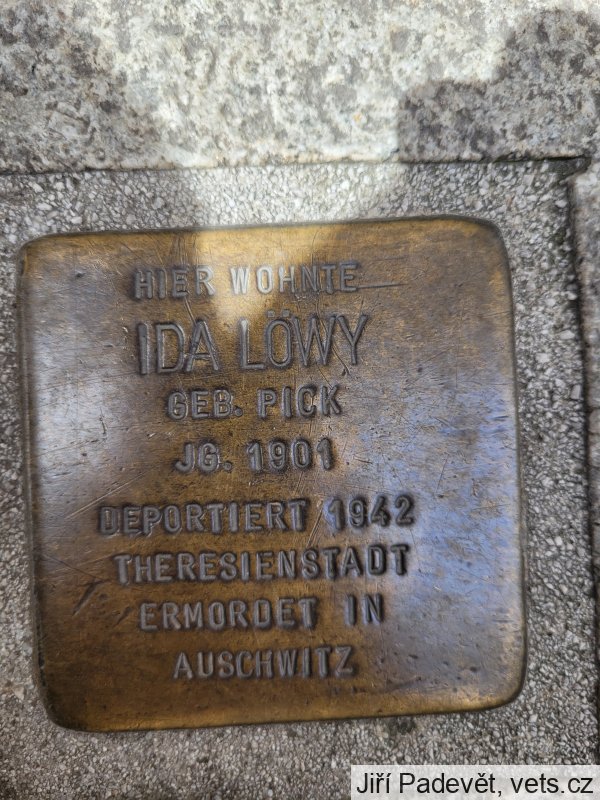 HIER WOHNTE
IDA LÖWY
GEB. PICK
JG. 1901
DEPORTIERT 1942
THERESIENSTADT
ERMORDET IN
AUSCHWITZ
Jiří Padevět, vets.cz